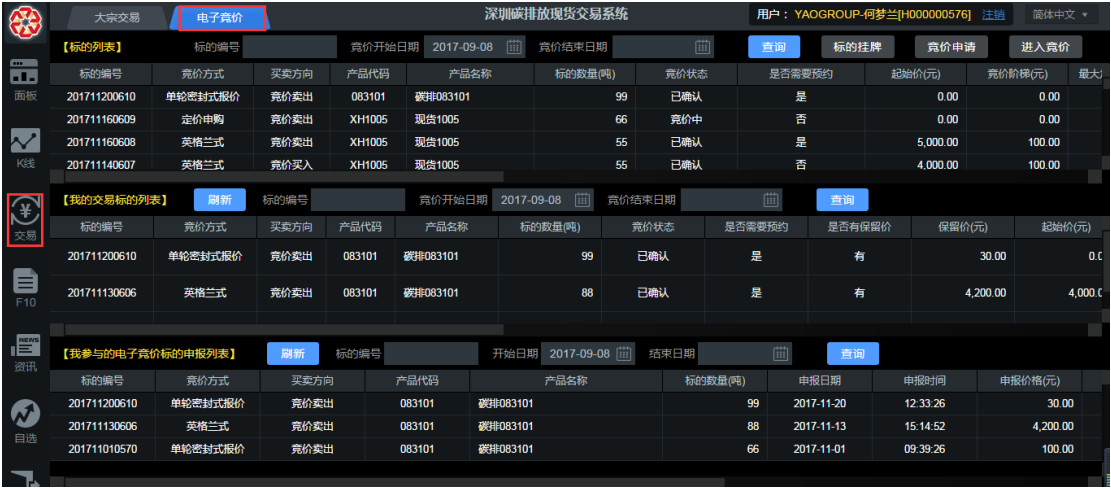 大宗交易 电子竞价 深圳碳排放现货交易系统 用户： YAOGROUP-何梦兰[H000000576] 注销 简体中文
【标的列表】 标的编号 竞价开始日期 2017-09-08 竞价结束日期 查询 标的挂牌 竞价申请 进入竞价
标的编号 竞价方式 买卖方向 产品代码 产品名称 标的数量(吨) 竞价状态 是否需要预约 起始价(元) 竞价阶梯(元)
201711200610 单轮密封式报价 竞价卖出 083101 碳排083101 99 已确认 是 0.00 0.00
201711160609 定价申购 竞价卖出 XH1005 现货1005 66 竞价中 否 0.00 0.00
201711160608 英格兰式 竞价卖出 XH1005 现货1005 55 已确认 是 5,000.00 100.00
201711140607 英格兰式 竞价买入 XH1005 现货1005 55 已确认 否 4,000.00 100.00
【我的交易标的列表】 刷新 标的编号 竞价开始日期 2017-09-08 竞价结束日期 查询
标的编号 竞价方式 买卖方向 产品代码 产品名称 标的数量(吨) 竞价状态 是否需要预约 是否有保留价 保留价(元) 起始价(元)
201711200610 单轮密封式报价 竞价卖出 083101 碳排083101 99 已确认 是 有 30.00 0.0
201711130606 英格兰式 竞价卖出 083101 碳排083101 88 已确认 是 有 4,200.00 4,000.0
【我参与的电子竞价标的申报列表】 刷新 标的编号 开始日期 2017-09-08 结束日期 查询
标的编号 竞价方式 买卖方向 产品代码 产品名称 标的数量(吨) 申报日期 申报时间 申报价格(元)
201711200610 单轮密封式报价 竞价卖出 083101 碳排083101 99 2017-11-20 12:33:26 30.00
201711130606 英格兰式 竞价卖出 083101 碳排083101 88 2017-11-13 15:14:52 4,200.00
201711010570 单轮密封式报价 竞价卖出 083101 碳排083101 66 2017-11-01 09:39:26 100.00
面板
K线
交易
F10
NEWS
资讯
自选